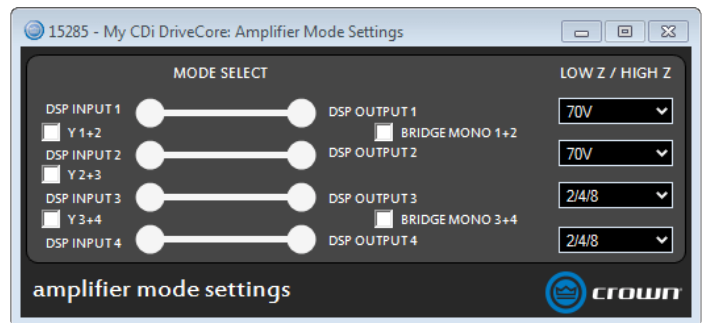 15285 - My CDi DriveCore: Amplifier Mode Settings
MODE SELECT
LOW Z / HIGH Z
DSP INPUT 1
DSP OUTPUT 1
70V
Y 1+2
BRIDGE MONO 1+2
DSP INPUT 2
DSP OUTPUT 2
70V
Y 2+3
DSP INPUT 3
DSP OUTPUT 3
2/4/8
Y 3+4
BRIDGE MONO 3+4
DSP INPUT 4
DSP OUTPUT 4
2/4/8
amplifier mode settings
crown